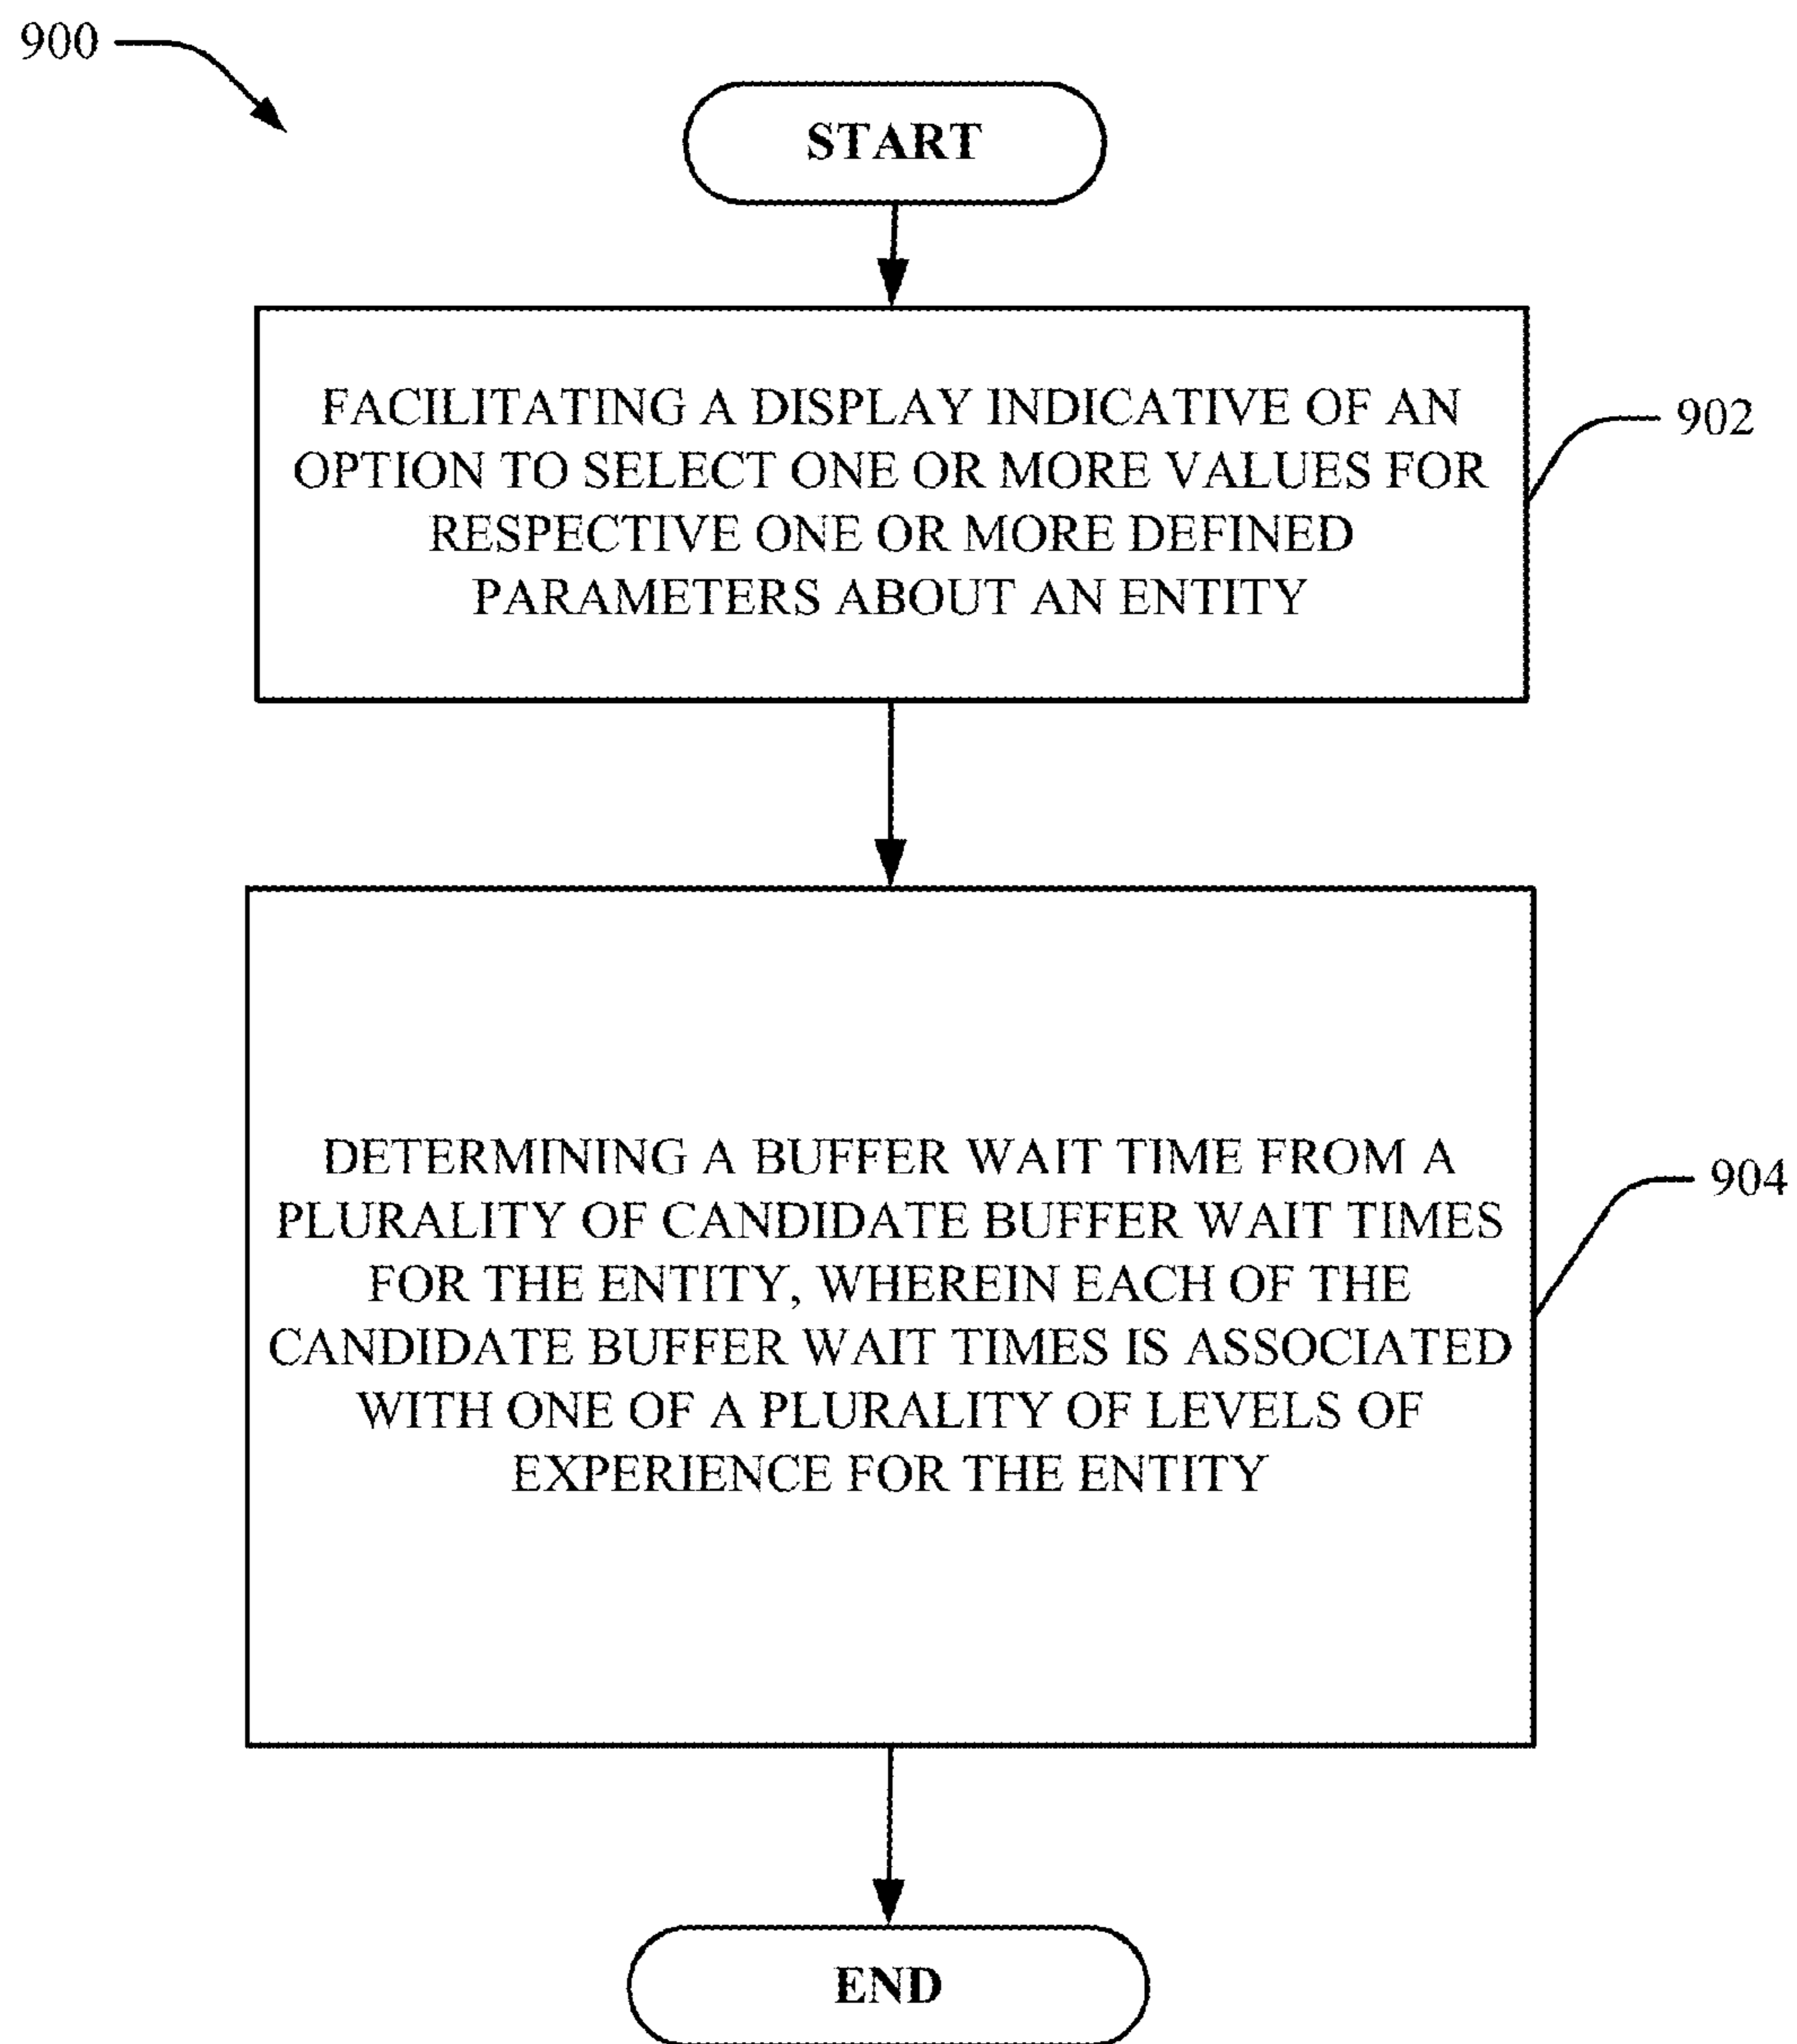 900
START
FACILITATING A DISPLAY INDICATIVE OF AN
OPTION TO SELECT ONE OR MORE VALUES FOR
RESPECTIVE ONE OR MORE DEFINED
PARAMETERS ABOUT AN ENTITY
902
DETERMINING A BUFFER WAIT TIME FROM A
PLURALITY OF CANDIDATE BUFFER WAIT TIMES
FOR THE ENTITY, WHEREIN EACH OF THE
CANDIDATE BUFFER WAIT TIMES IS ASSOCIATED
WITH ONE OF A PLURALITY OF LEVELS OF
EXPERIENCE FOR THE ENTITY
904
END